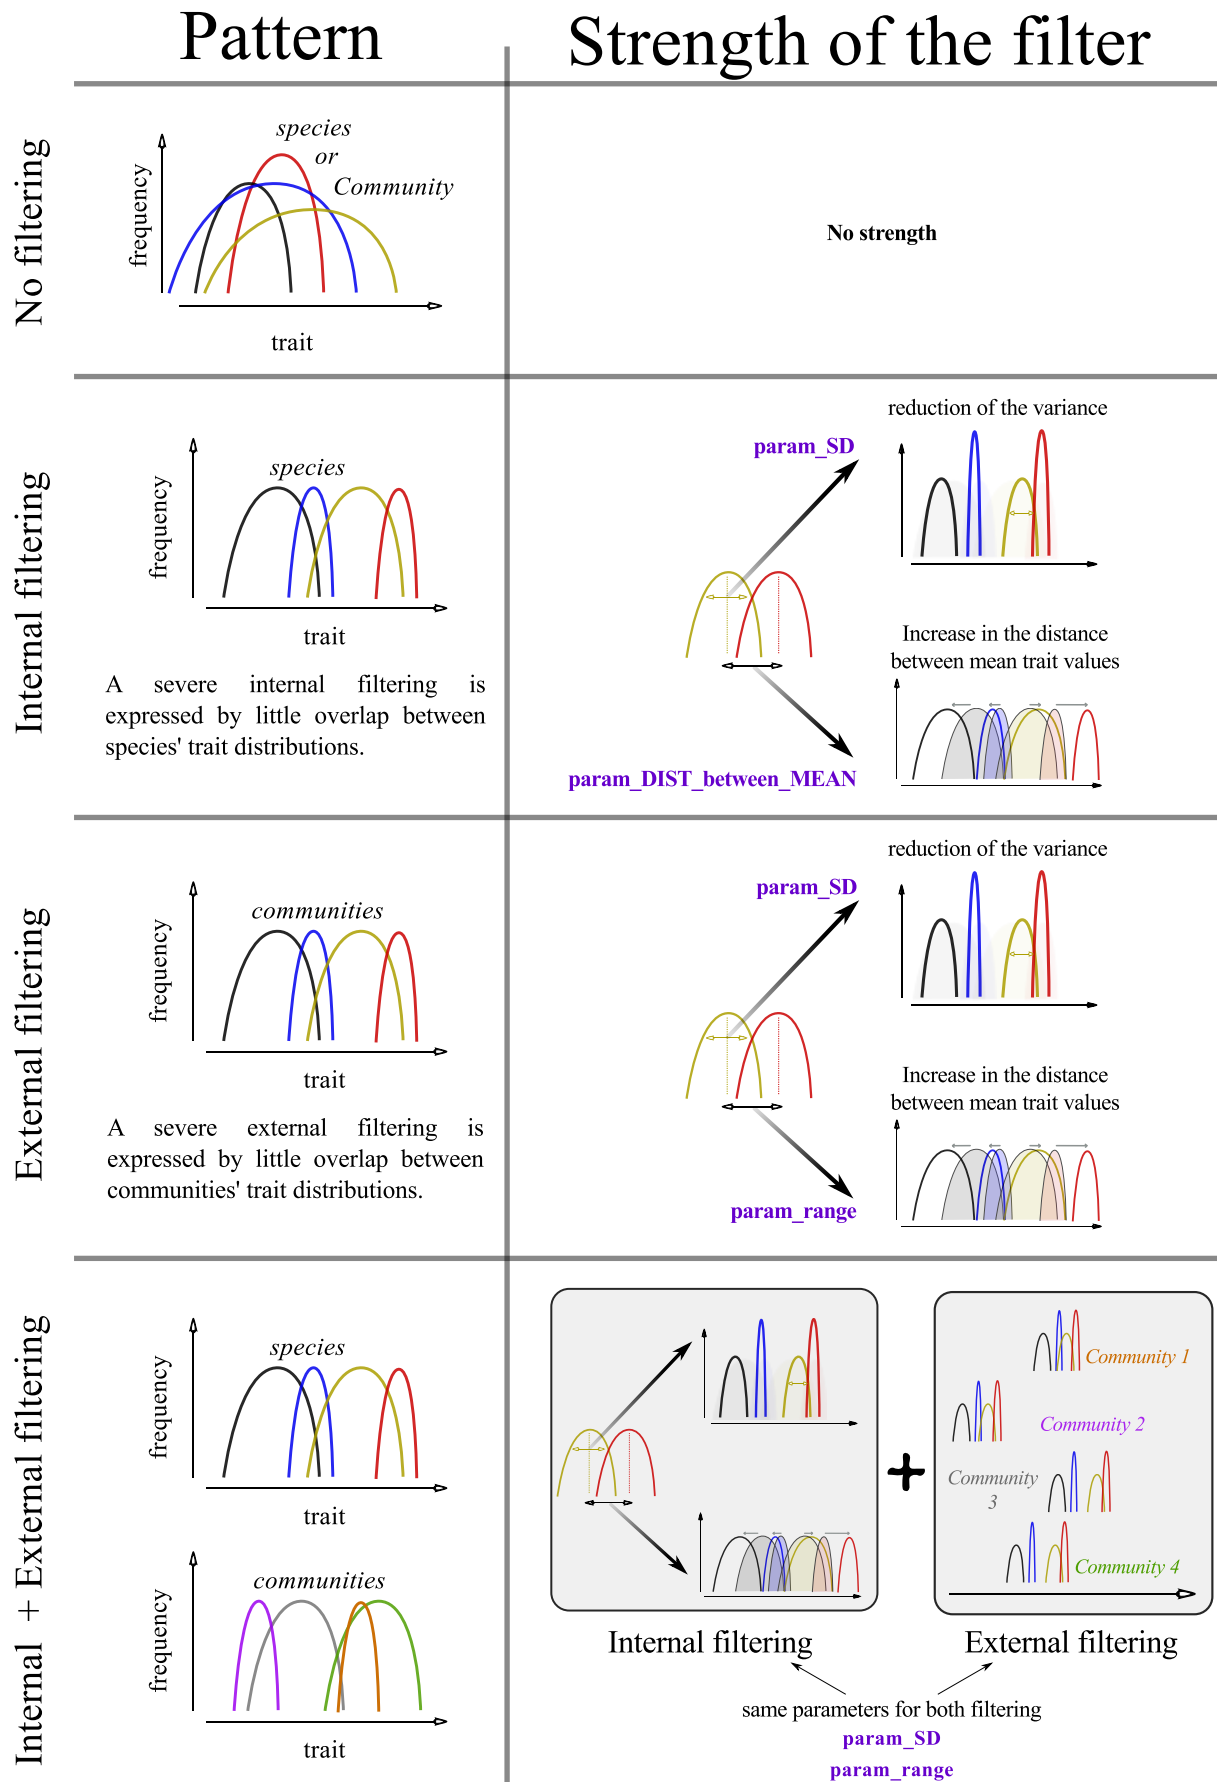 Pattern
Strength of the filter
No filtering
frequency
species
or
Community
trait
No strength
Internal filtering
frequency
species
trait
A severe internal filtering is
expressed by little overlap between
species' trait distributions.
param_SD
reduction of the variance
Increase in the distance
between mean trait values
param_DIST_between_MEAN
External filtering
frequency
communities
trait
A severe external filtering is
expressed by little overlap between
communities' trait distributions.
param_SD
reduction of the variance
Increase in the distance
between mean trait values
param_range
Internal + External filtering
frequency
species
trait
frequency
communities
trait
+
Community 1
Community 2
Community
3
Community 4
Internal filtering
External filtering
same parameters for both filtering
param_SD
param_range